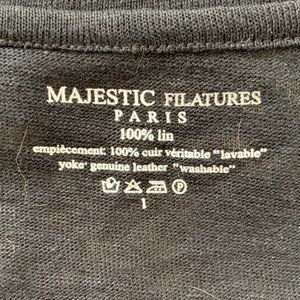 MAJESTIC FILATURES
PARIS
100% lin
empiècement: 100% cuir véritable "lavable"
yoke: genuine leather "washable"
1